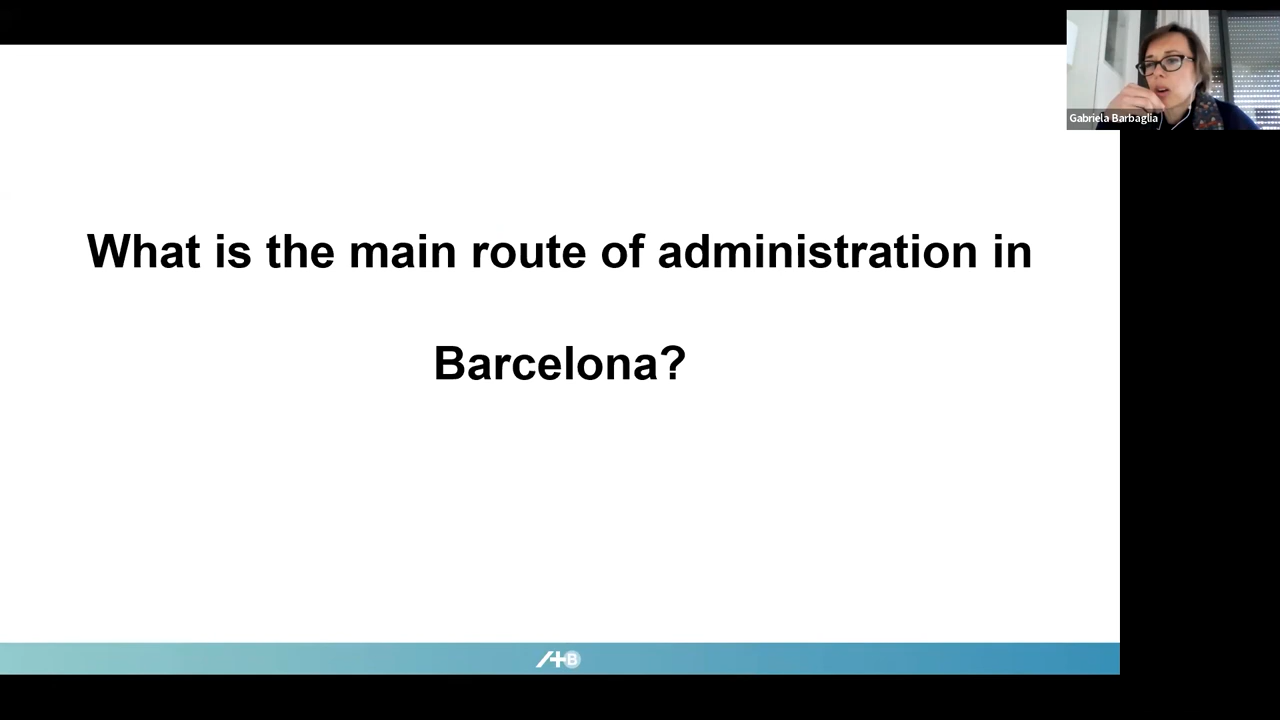 Gabriela Barbaglia
What is the main route of administration in
Barcelona?